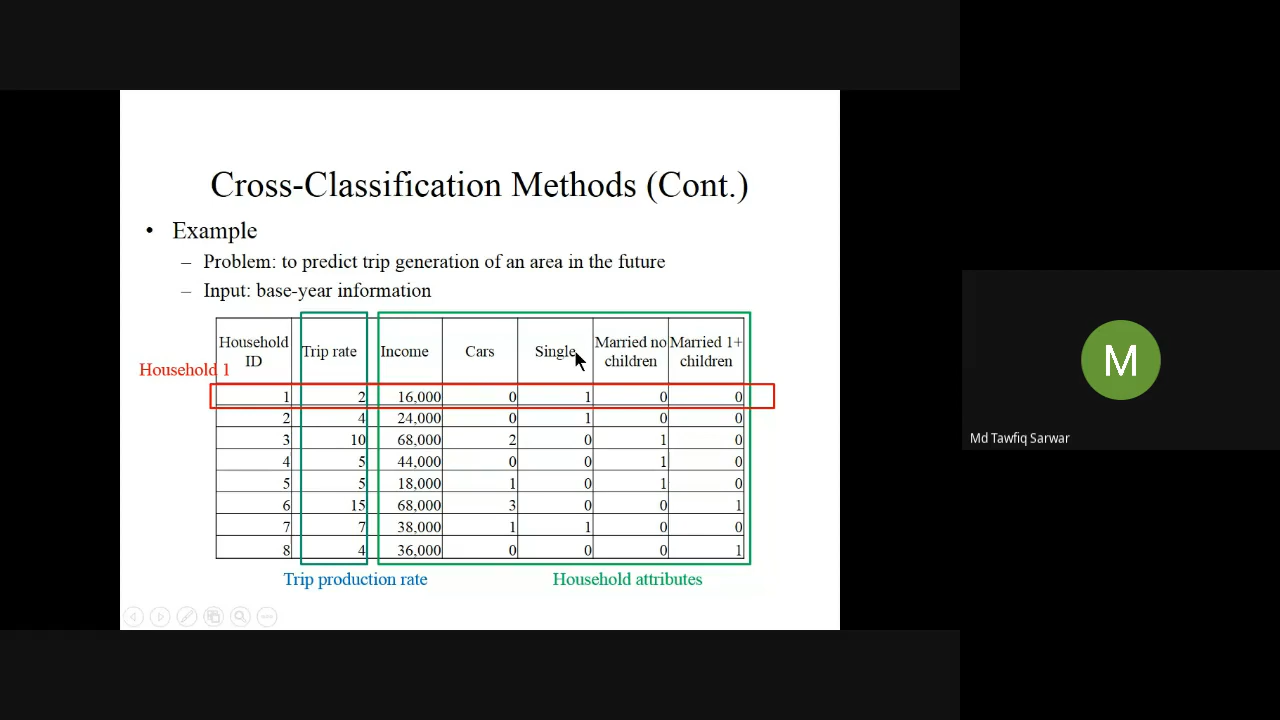 Cross-Classification Methods (Cont.)
• Example
– Problem: to predict trip generation of an area in the future
– Input: base-year information
Household ID Trip rate Income Cars Single Married no children Married 1+ children
Household 1
1 2 16,000 0 1 0 0
2 4 24,000 0 1 0 0
3 10 68,000 2 0 1 0
4 5 44,000 0 0 1 0
5 5 18,000 1 0 1 0
6 15 68,000 3 0 0 1
7 7 38,000 1 1 0 0
8 4 36,000 0 0 0 1
Trip production rate Household attributes
M
Md Tawfiq Sarwar